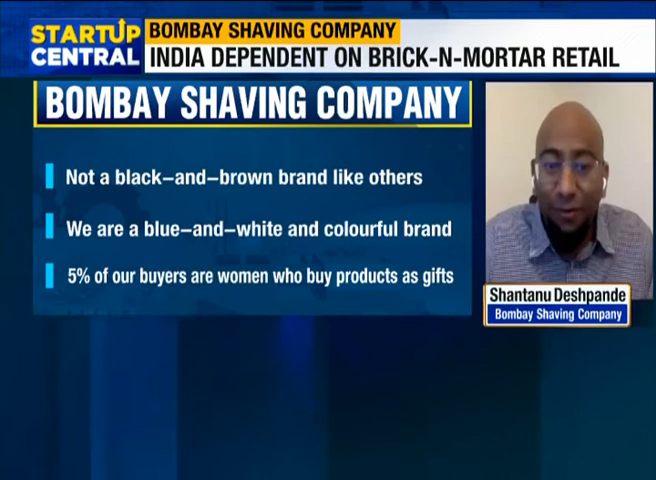 STARTUP
CENTRAL
BOMBAY SHAVING COMPANY
INDIA DEPENDENT ON BRICK-N-MORTAR RETAIL
BOMBAY SHAVING COMPANY
Not a black–and–brown brand like others
We are a blue–and–white and colourful brand
5% of our buyers are women who buy products as gifts
Shantanu Deshpande
Bombay Shaving Company